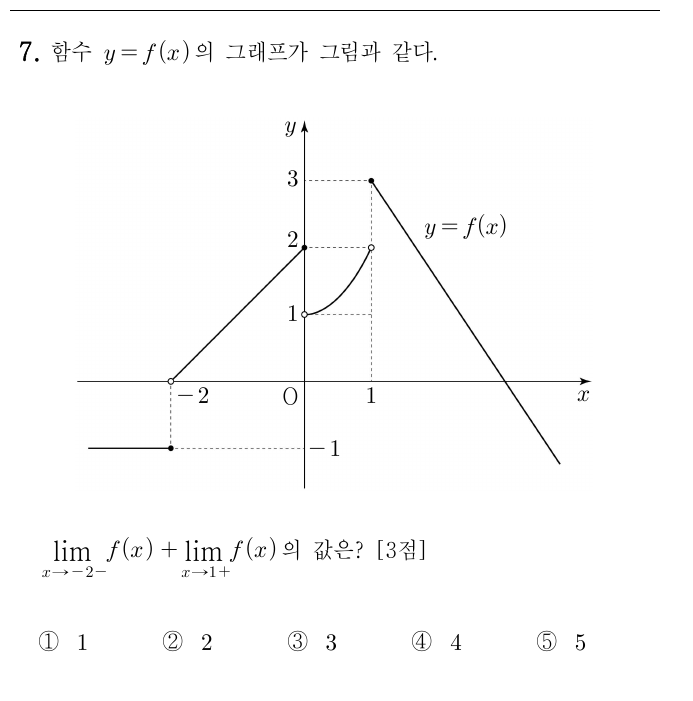 7. 함수 y=f(x)의 그래프가 그림과 같다.
y
3
y=f(x)
2
1
-2
O
1
x
-1
lim f(x)+lim f(x)의 값은? [3점]
x→-2- x→1+
① 1 ② 2 ③ 3 ④ 4 ⑤ 5